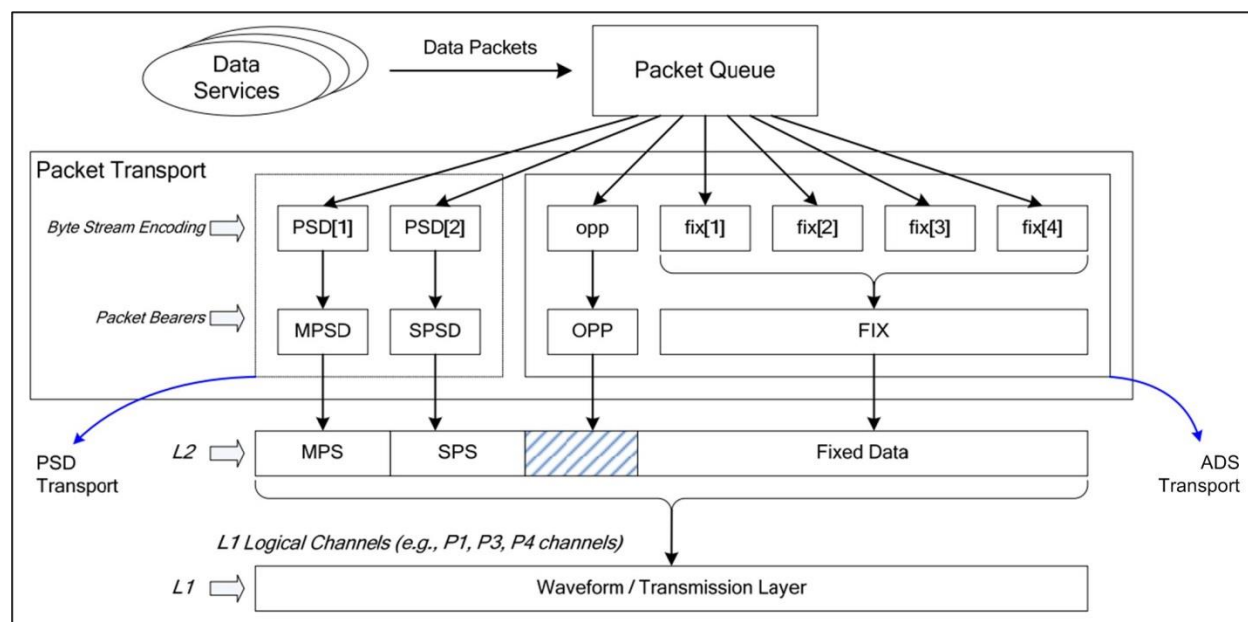 Data
Services
Data Packets
Packet Queue
Packet Transport
Byte Stream Encoding
PSD[1]
PSD[2]
opp
fix[1]
fix[2]
fix[3]
fix[4]
Packet Bearers
MPSD
SPSD
OPP
FIX
PSD
Transport
L2
MPS
SPS
Fixed Data
ADS
Transport
L1 Logical Channels (e.g., P1, P3, P4 channels)
L1
Waveform / Transmission Layer